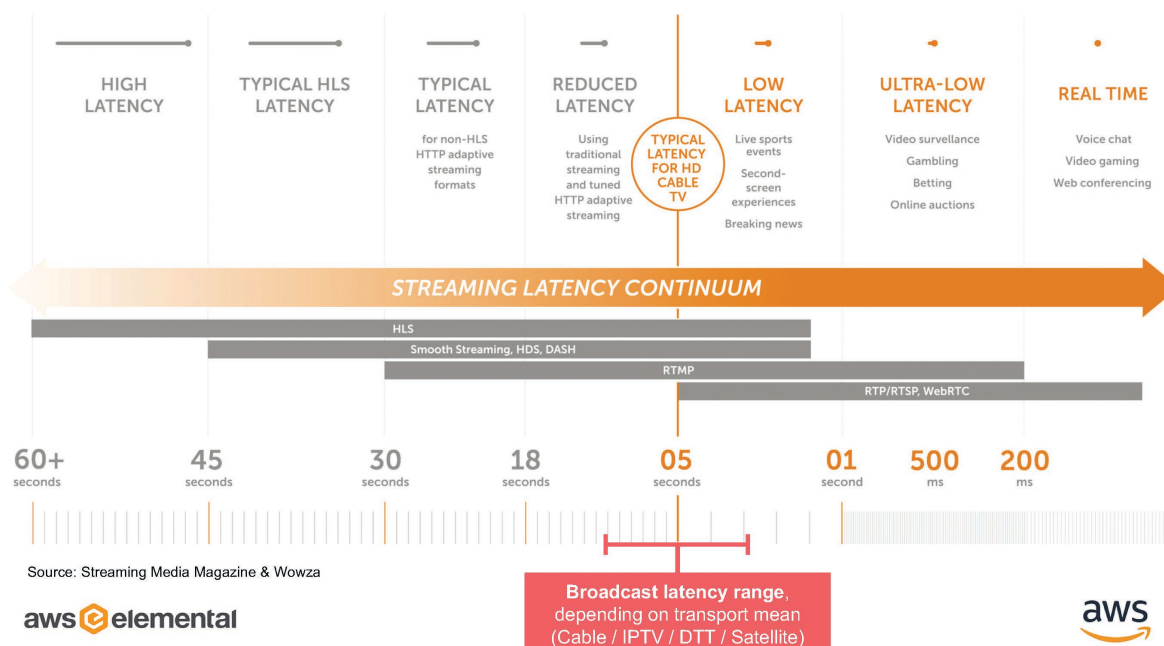 HIGH
LATENCY
TYPICAL HLS
LATENCY
TYPICAL
LATENCY
for non-HLS
HTTP adaptive
streaming
formats
REDUCED
LATENCY
Using
traditional
streaming
and tuned
HTTP adaptive
streaming
TYPICAL
LATENCY
FOR HD
CABLE
TV
LOW
LATENCY
Live sports
events
Second-
screen
experiences
Breaking news
ULTRA-LOW
LATENCY
Video survellance
Gambling
Betting
Online auctions
REAL TIME
Voice chat
Video gaming
Web conferencing
STREAMING LATENCY CONTINUUM
HLS
Smooth Streaming, HDS, DASH
RTMP
RTP/RTSP, WebRTC
60+
seconds
45
seconds
30
seconds
18
seconds
05
seconds
01
second
500
ms
200
ms
Broadcast latency range,
depending on transport mean
(Cable / IPTV / DTT / Satellite)
Source: Streaming Media Magazine & Wowza
aws e elemental
aws